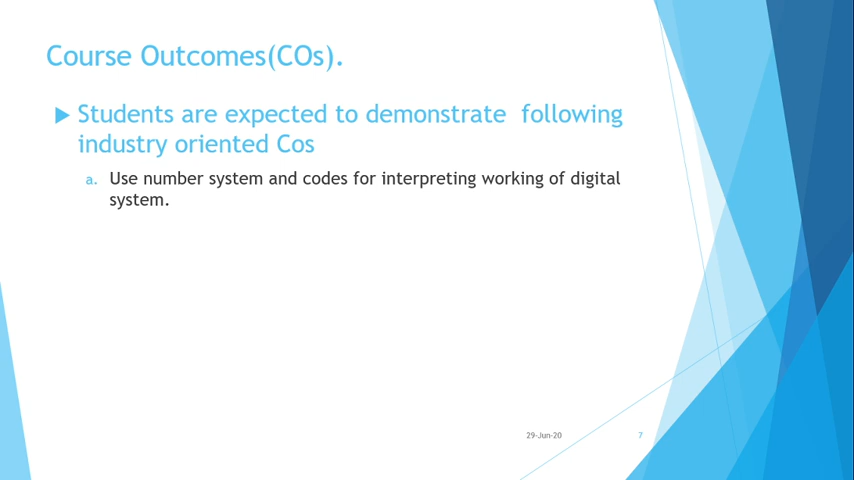 Course Outcomes(COs).
Students are expected to demonstrate  following
industry oriented Cos
a. Use number system and codes for interpreting working of digital
system.
29-Jun-20 7